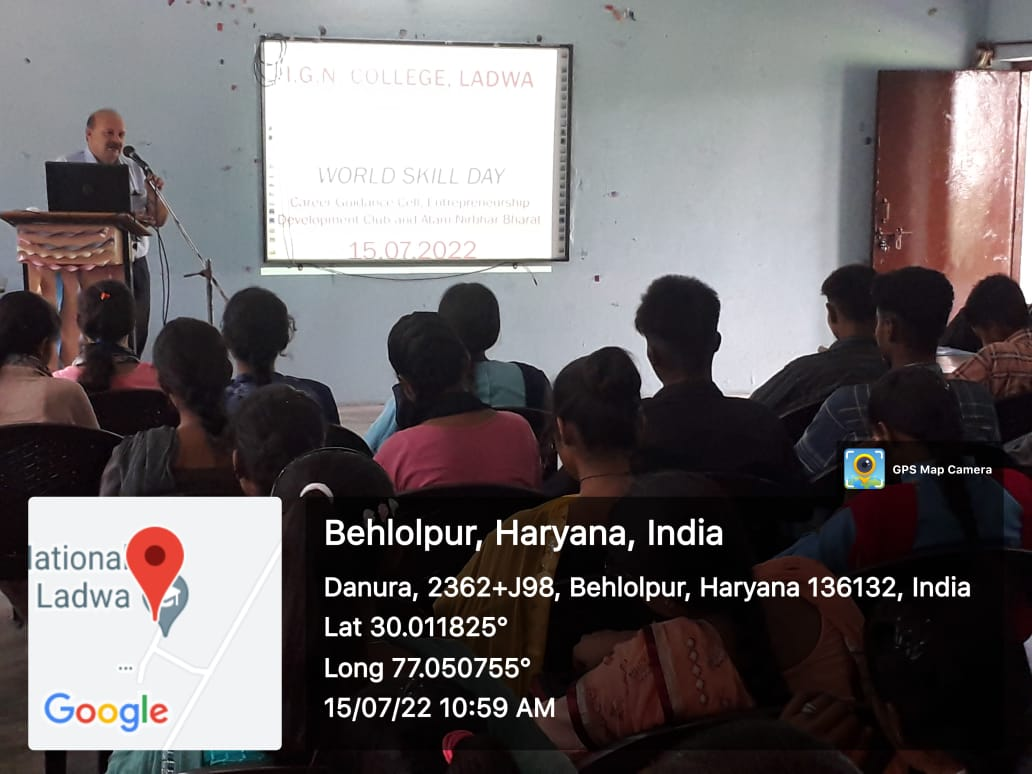 I.G.N COLLEGE, LADWA
WORLD SKILL DAY
Career Guidance Cell, Entrepreneurship
Development Club and Atam Nirbhar Bharat
15.07.2022
GPS Map Camera
Behlolpur, Haryana, India
Danura, 2362+J98, Behlolpur, Haryana 136132, India
Lat 30.011825°
Long 77.050755°
15/07/22 10:59 AM
National
Ladwa
...
Google